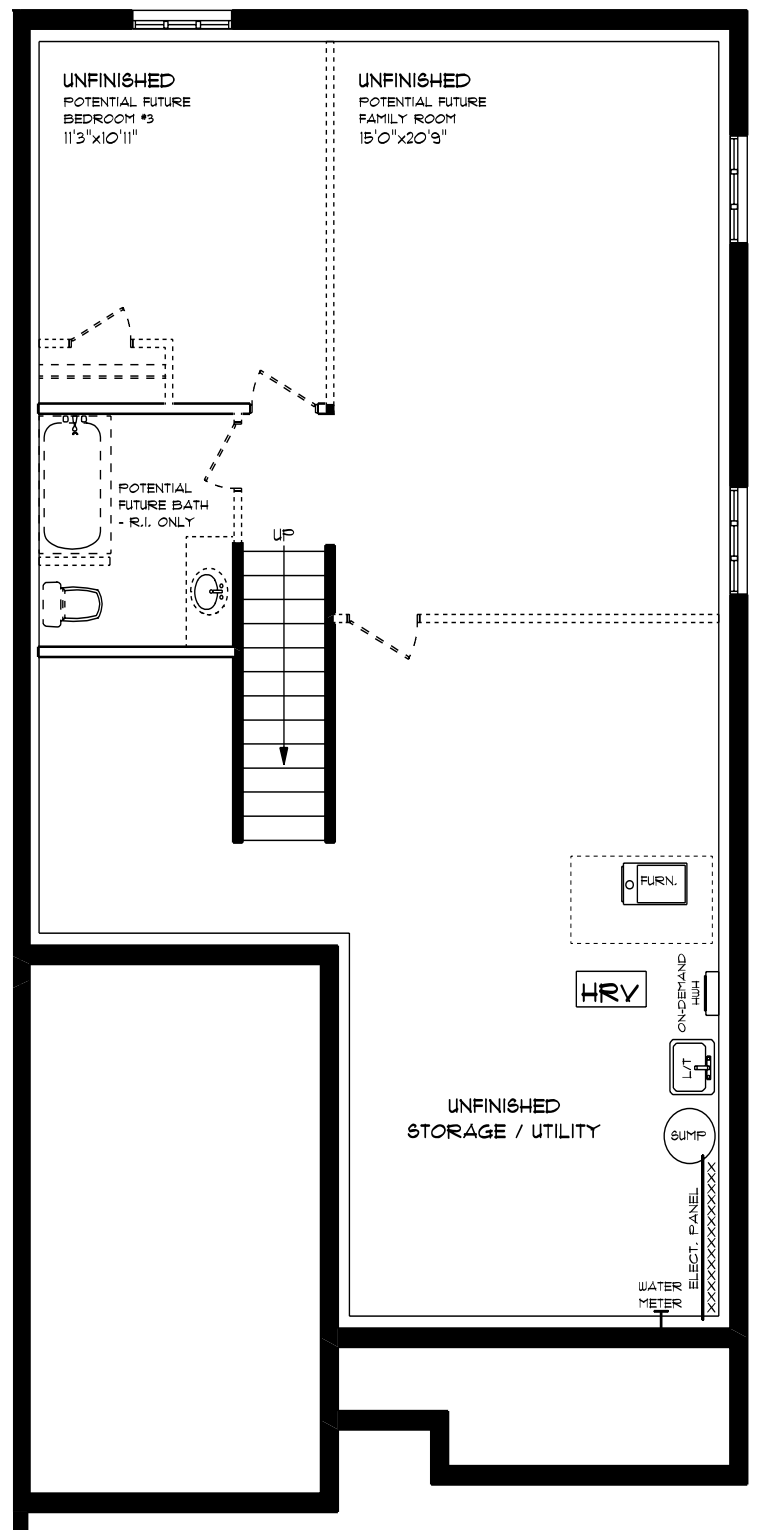 UNFINISHED
POTENTIAL FUTURE
BEDROOM #3
11'3"x10'11"
UNFINISHED
POTENTIAL FUTURE
FAMILY ROOM
15'0"x20'9"
POTENTIAL
FUTURE BATH
- R.I. ONLY
UP
FURN.
HRV
ON-DEMAND
HWH
L/T
UNFINISHED
STORAGE / UTILITY
SUMP
ELECT. PANEL
WATER
METER